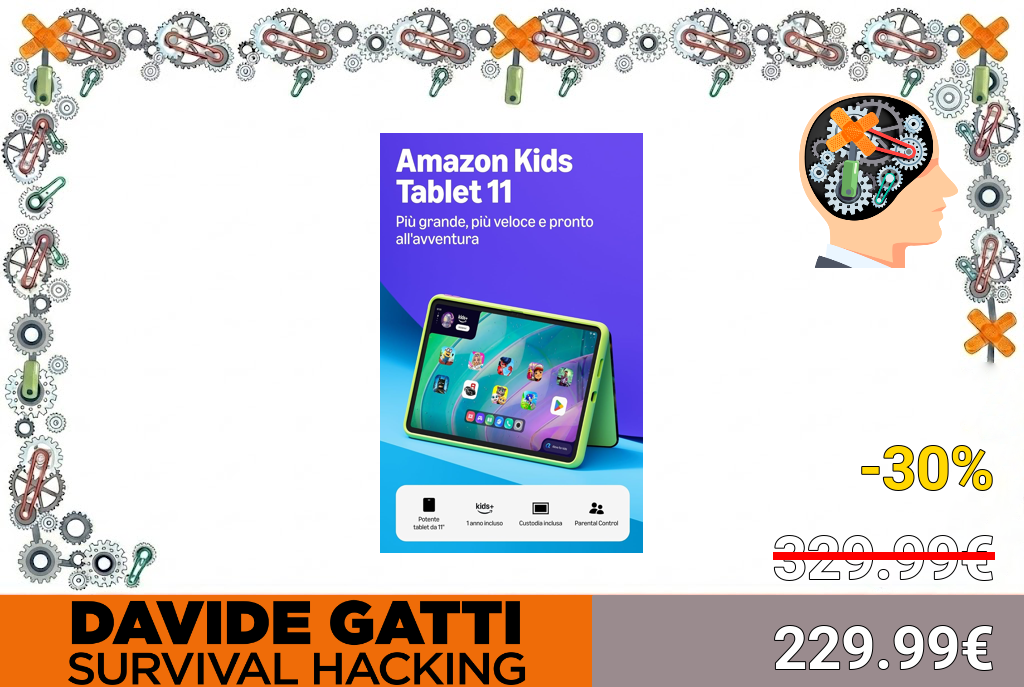 Amazon Kids
Tablet 11
Più grande, più veloce e pronto
all'avventura
kids+
Potente
tablet da 11"
kids+
1 anno incluso
Custodia inclusa
Parental Control
-30%
329.99€
DAVIDE GATTI
SURVIVAL HACKING
229.99€